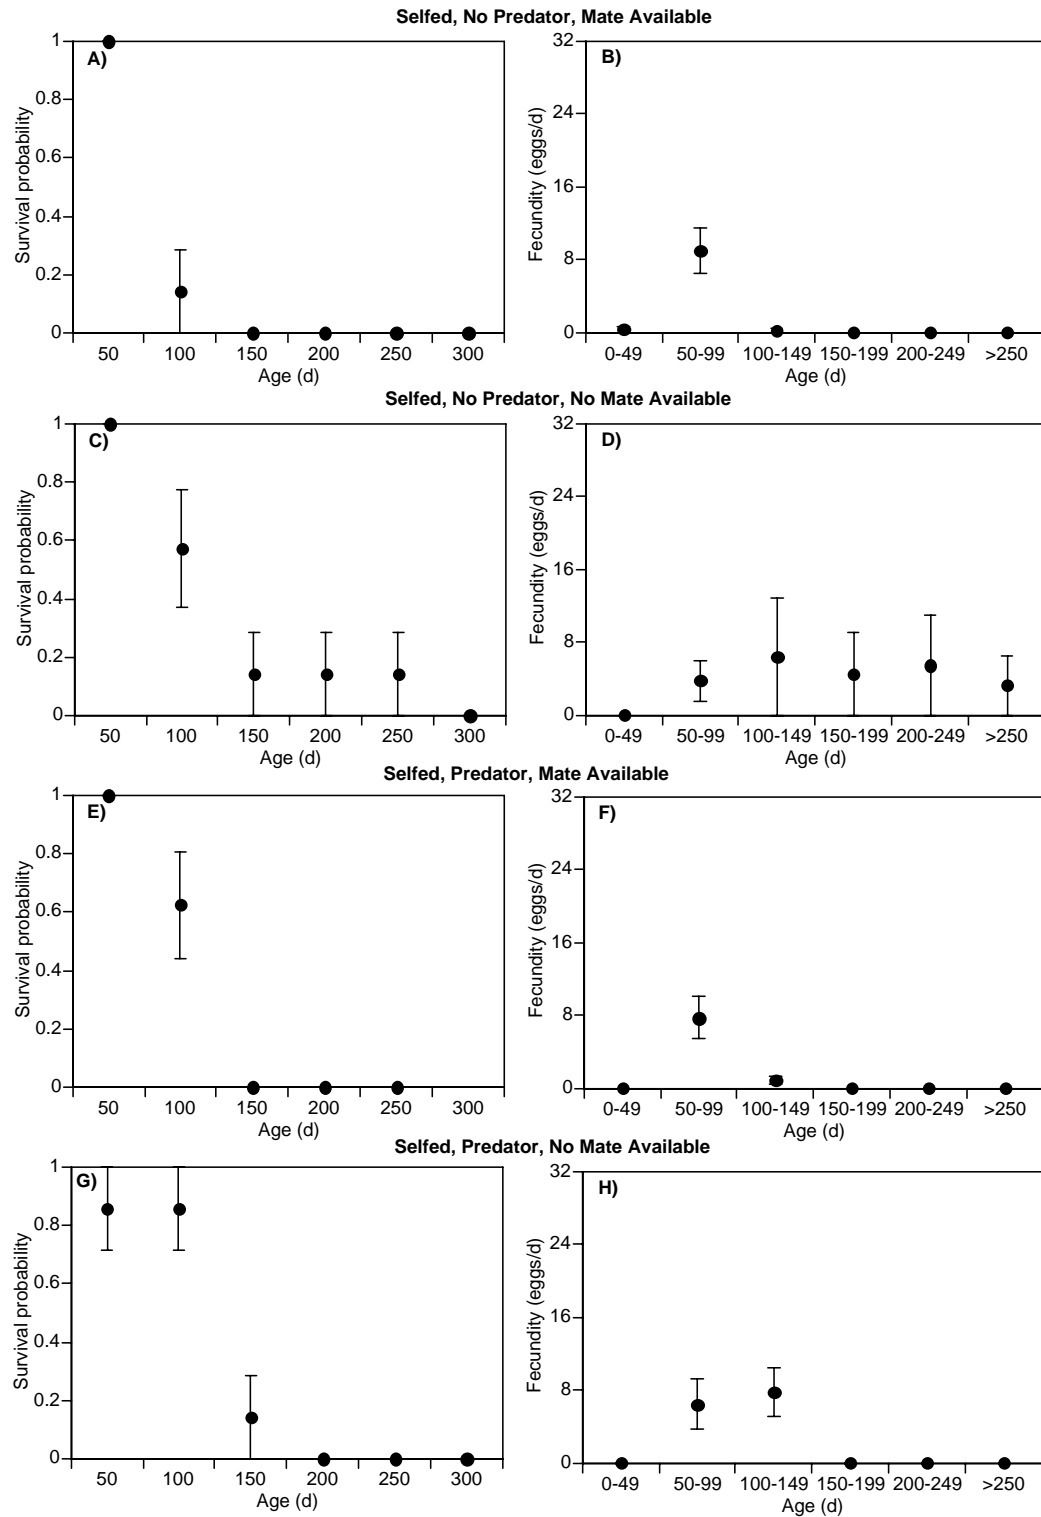 Selfed, No Predator, Mate Available
A)
1
0.8
0.6
0.4
0.2
0
Survival probability
50 100 150 200 250 300
Age (d)
B)
32
24
16
8
0
Fecundity (eggs/d)
0-49 50-99 100-149 150-199 200-249 >250
Age (d)
Selfed, No Predator, No Mate Available
C)
1
0.8
0.6
0.4
0.2
0
Survival probability
50 100 150 200 250 300
Age (d)
D)
32
24
16
8
0
Fecundity (eggs/d)
0-49 50-99 100-149 150-199 200-249 >250
Age (d)
Selfed, Predator, Mate Available
E)
1
0.8
0.6
0.4
0.2
0
Survival probability
50 100 150 200 250 300
Age (d)
F)
32
24
16
8
0
Fecundity (eggs/d)
0-49 50-99 100-149 150-199 200-249 >250
Age (d)
Selfed, Predator, No Mate Available
G)
1
0.8
0.6
0.4
0.2
0
Survival probability
50 100 150 200 250 300
Age (d)
H)
32
24
16
8
0
Fecundity (eggs/d)
0-49 50-99 100-149 150-199 200-249 >250
Age (d)